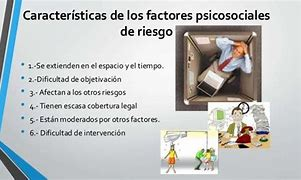 Características de los factores psicosociales
de riesgo
1.-Se extienden en el espacio y el tiempo.
2.-Dificultad de objetivación
3.- Afectan a los otros riesgos
4.- Tienen escasa cobertura legal
5.- Están moderados por otros factores.
6.- Dificultad de intervención